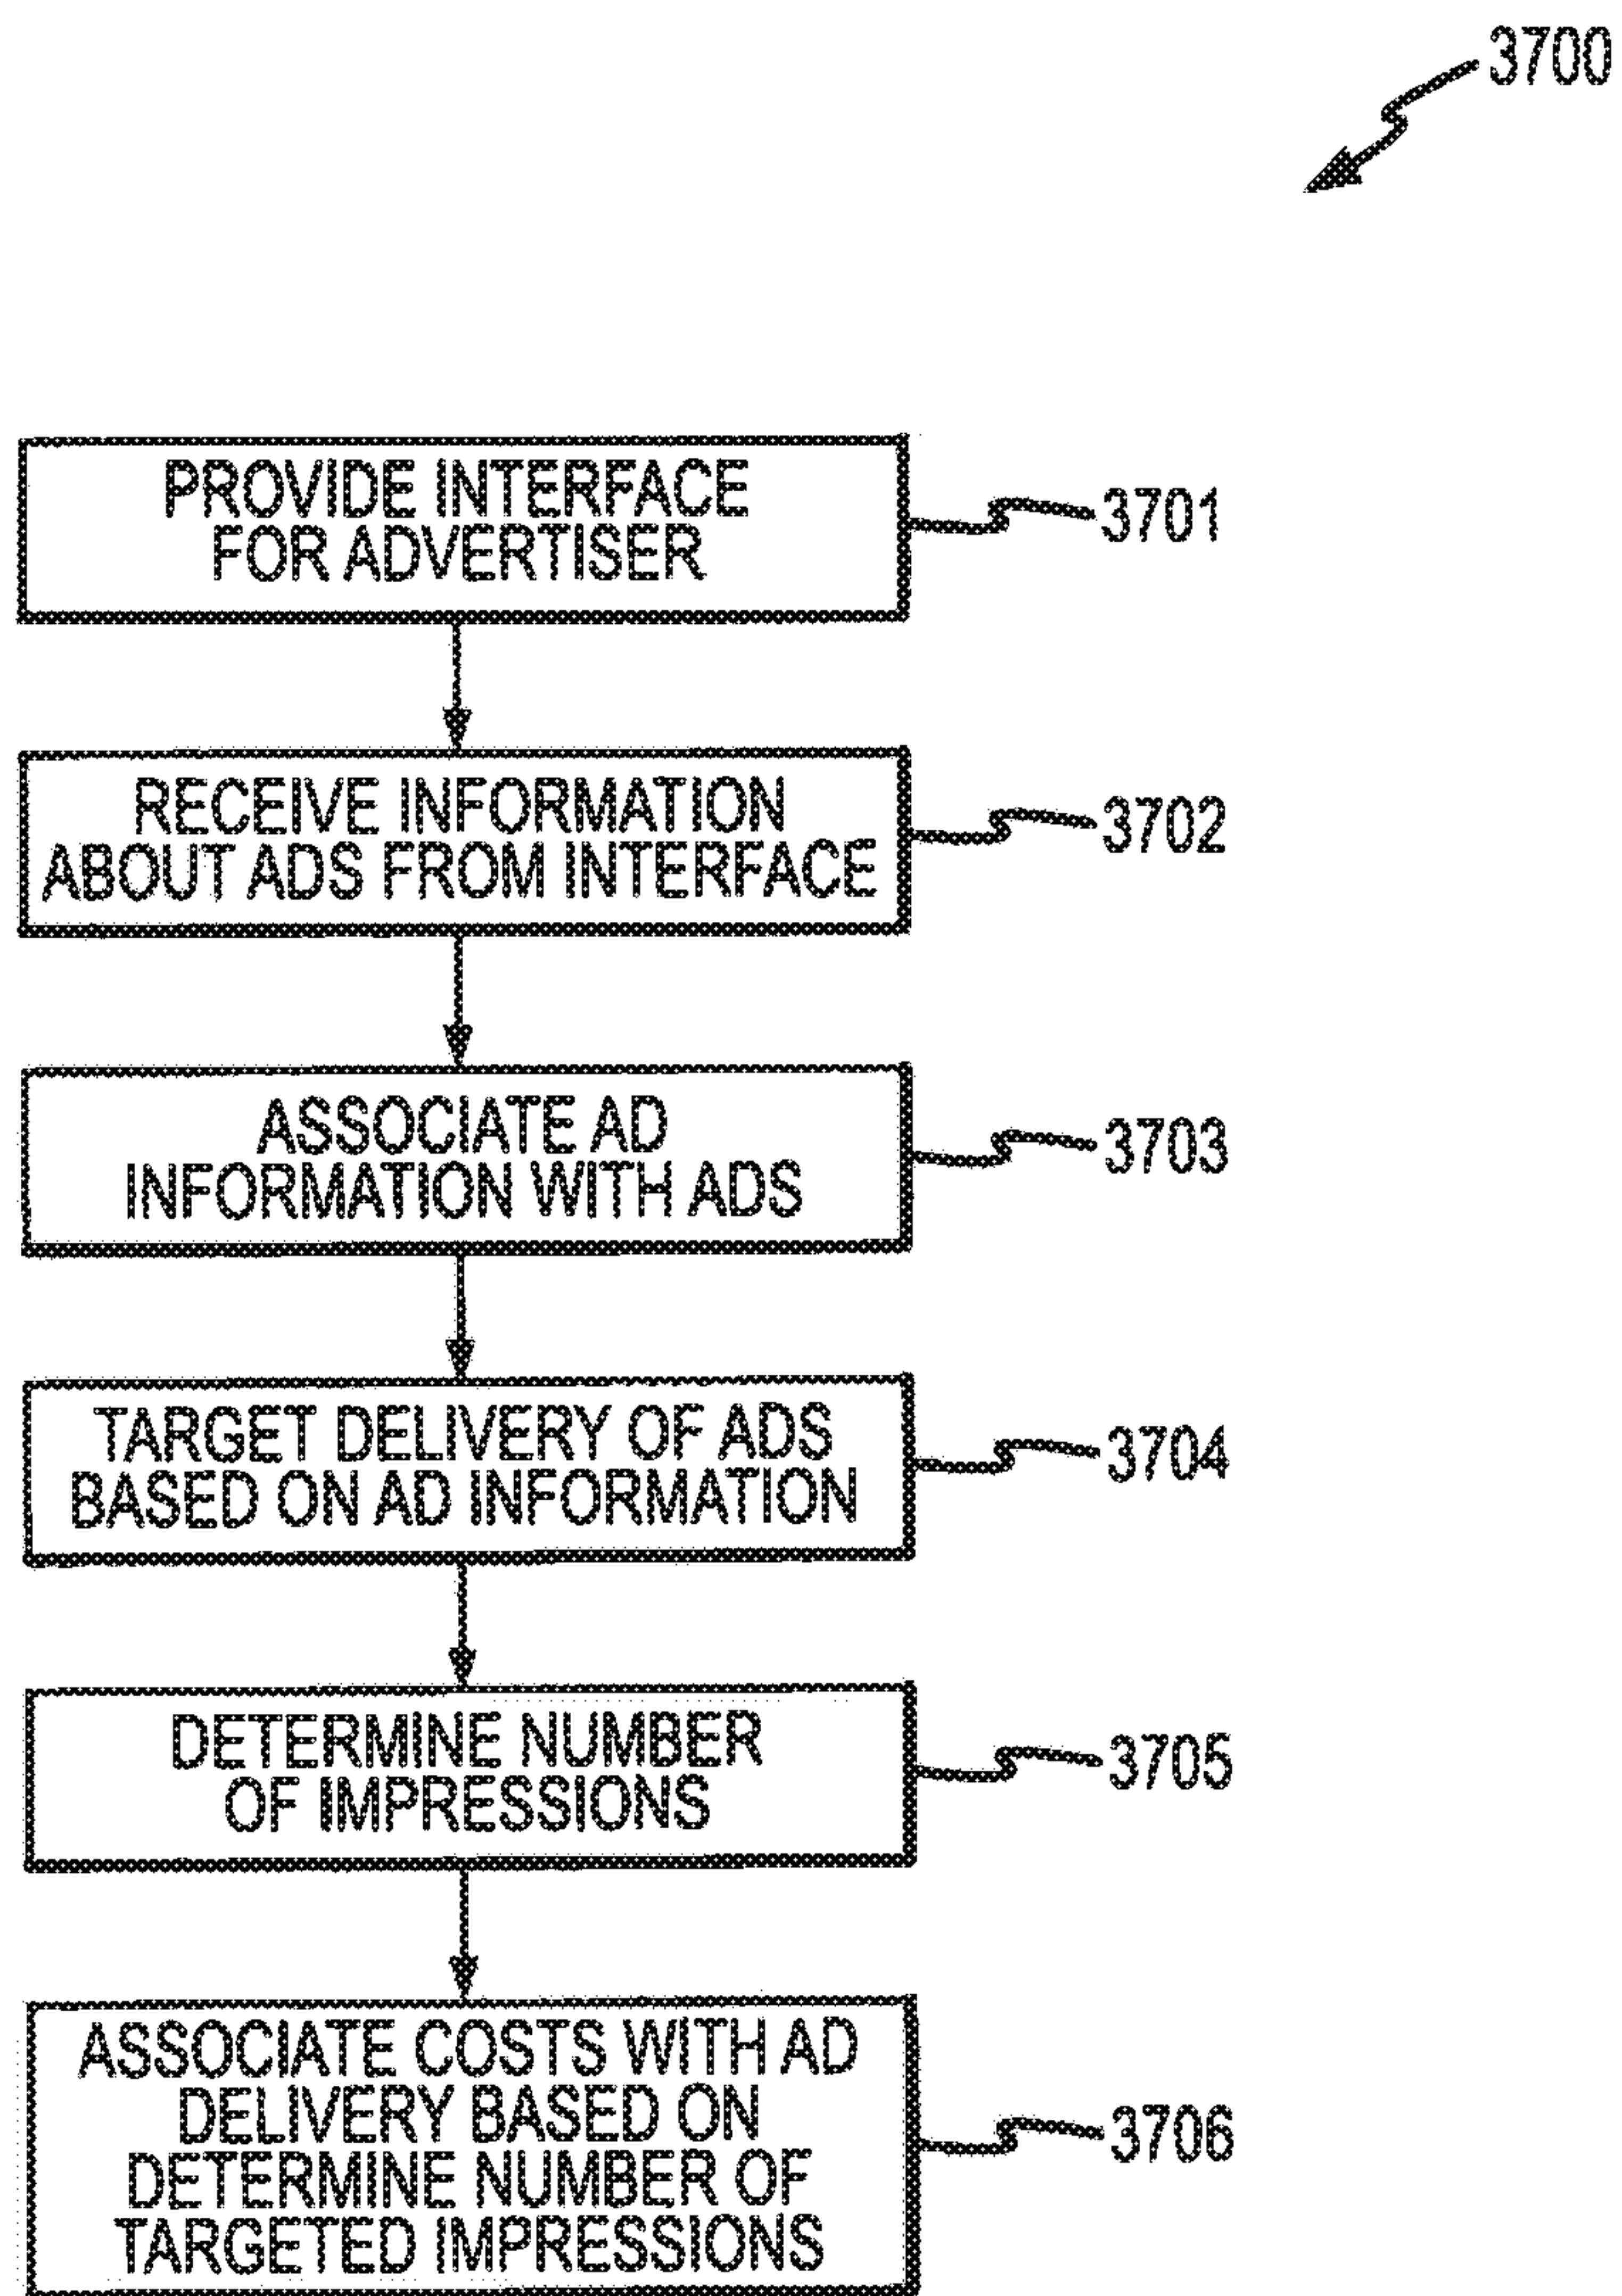 3700
PROVIDE INTERFACE
FOR ADVERTISER
3701
RECEIVE INFORMATION
ABOUT ADS FROM INTERFACE
3702
ASSOCIATE AD
INFORMATION WITH ADS
3703
TARGET DELIVERY OF ADS
BASED ON AD INFORMATION
3704
DETERMINE NUMBER
OF IMPRESSIONS
3705
ASSOCIATE COSTS WITH AD
DELIVERY BASED ON
DETERMINE NUMBER OF
TARGETED IMPRESSIONS
3706